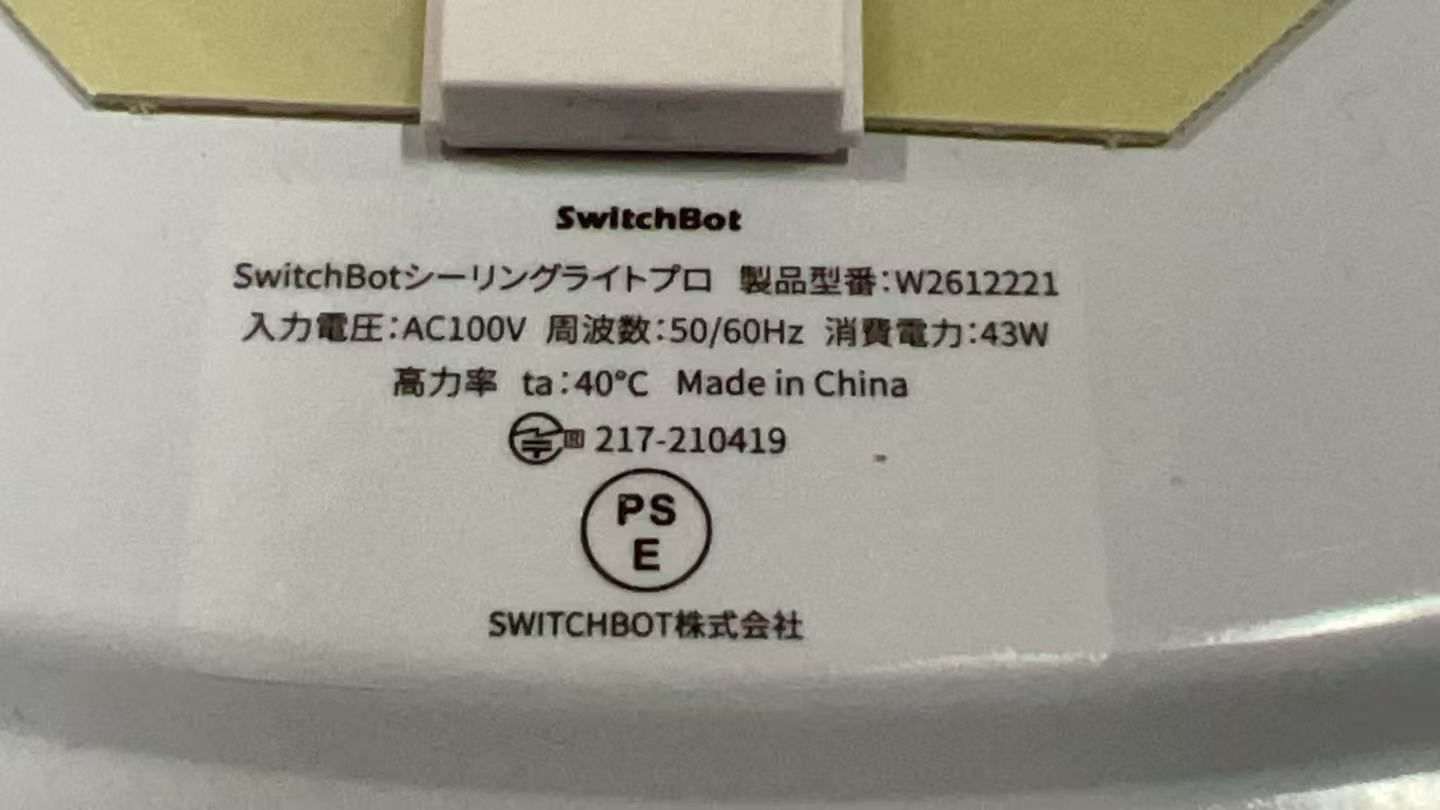 SwitchBot
SwitchBotシーリングライトプロ 製品型番:W2612221
入力電圧:AC100V 周波数:50/60Hz 消費電力:43W
高力率 ta:40°C Made in China
217-210419
PS
E
SWITCHBOT株式会社